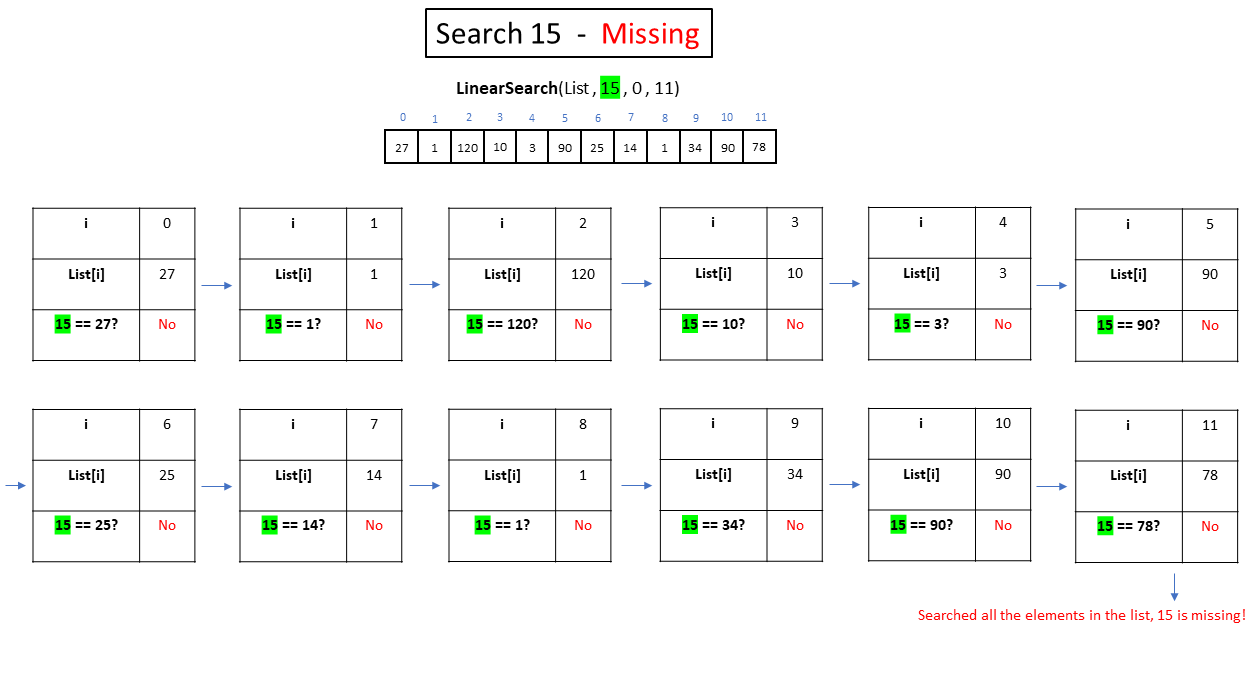 Search 15 - Missing
LinearSearch(List , 15 , 0 , 11)
0 1 2 3 4 5 6 7 8 9 10 11
27 1 120 10 3 90 25 14 1 34 90 78
i 0 i 1 i 2 i 3 i 4 i 5
List[i] 27 List[i] 1 List[i] 120 List[i] 10 List[i] 3 List[i] 90
15 == 27? No 15 == 1? No 15 == 120? No 15 == 10? No 15 == 3? No 15 == 90? No
i 6 i 7 i 8 i 9 i 10 i 11
List[i] 25 List[i] 14 List[i] 1 List[i] 34 List[i] 90 List[i] 78
15 == 25? No 15 == 14? No 15 == 1? No 15 == 34? No 15 == 90? No 15 == 78? No
Searched all the elements in the list, 15 is missing!